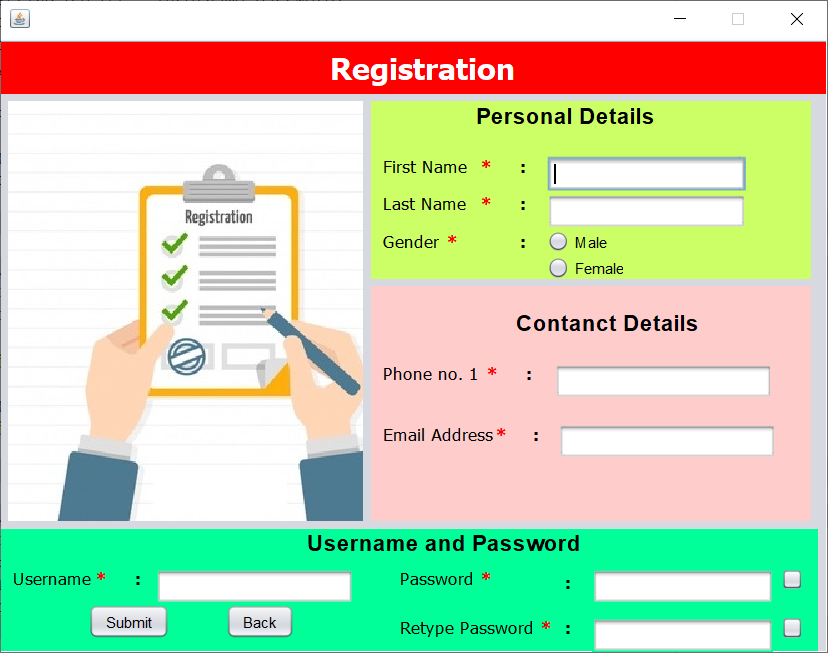 Registration
Registration
Personal Details
First Name * :
Last Name * :
Gender * : Male
Female
Contanct Details
Phone no. 1 * :
Email Address * :
Username and Password
Username * :
Password * :
Submit Back
Retype Password * :